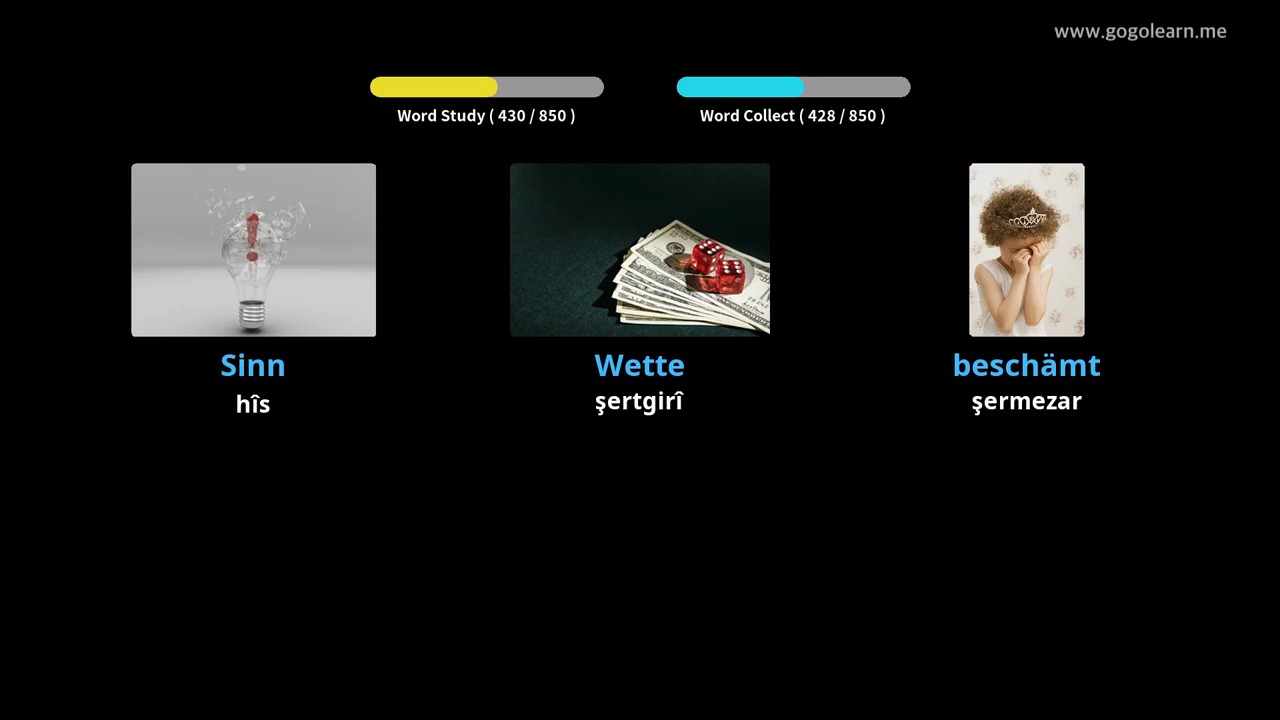 www.gogolearn.me
Word Study ( 430 / 850 )
Word Collect ( 428 / 850 )
Sinn
hîs
Wette
şertgirî
beschämt
şermezar